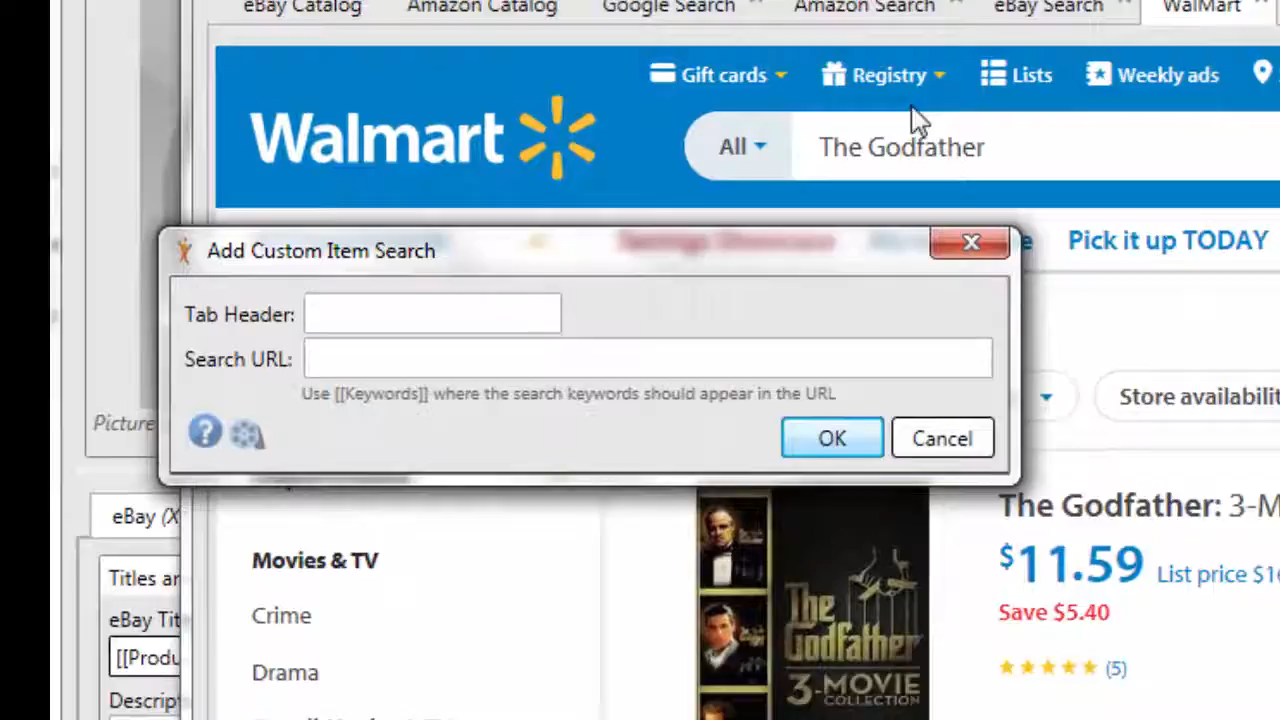 eBay Catalog Amazon Catalog Google Search Amazon Search eBay Search WalMart
Gift cards Registry Lists Weekly ads
Walmart
All The Godfather
Add Custom Item Search
Pick it up TODAY
Tab Header:
Search URL:
Use [[Keywords]] where the search keywords should appear in the URL
Store availabilit
Picture
OK Cancel
The Godfather: 3-M
eBay (X
Movies & TV
$11.59 List price $1
Titles ar
Save $5.40
eBay Tit
Crime
The
Godfather
[[Produ
(5)
Drama
3-MOVIE
COLLECTION
Descript